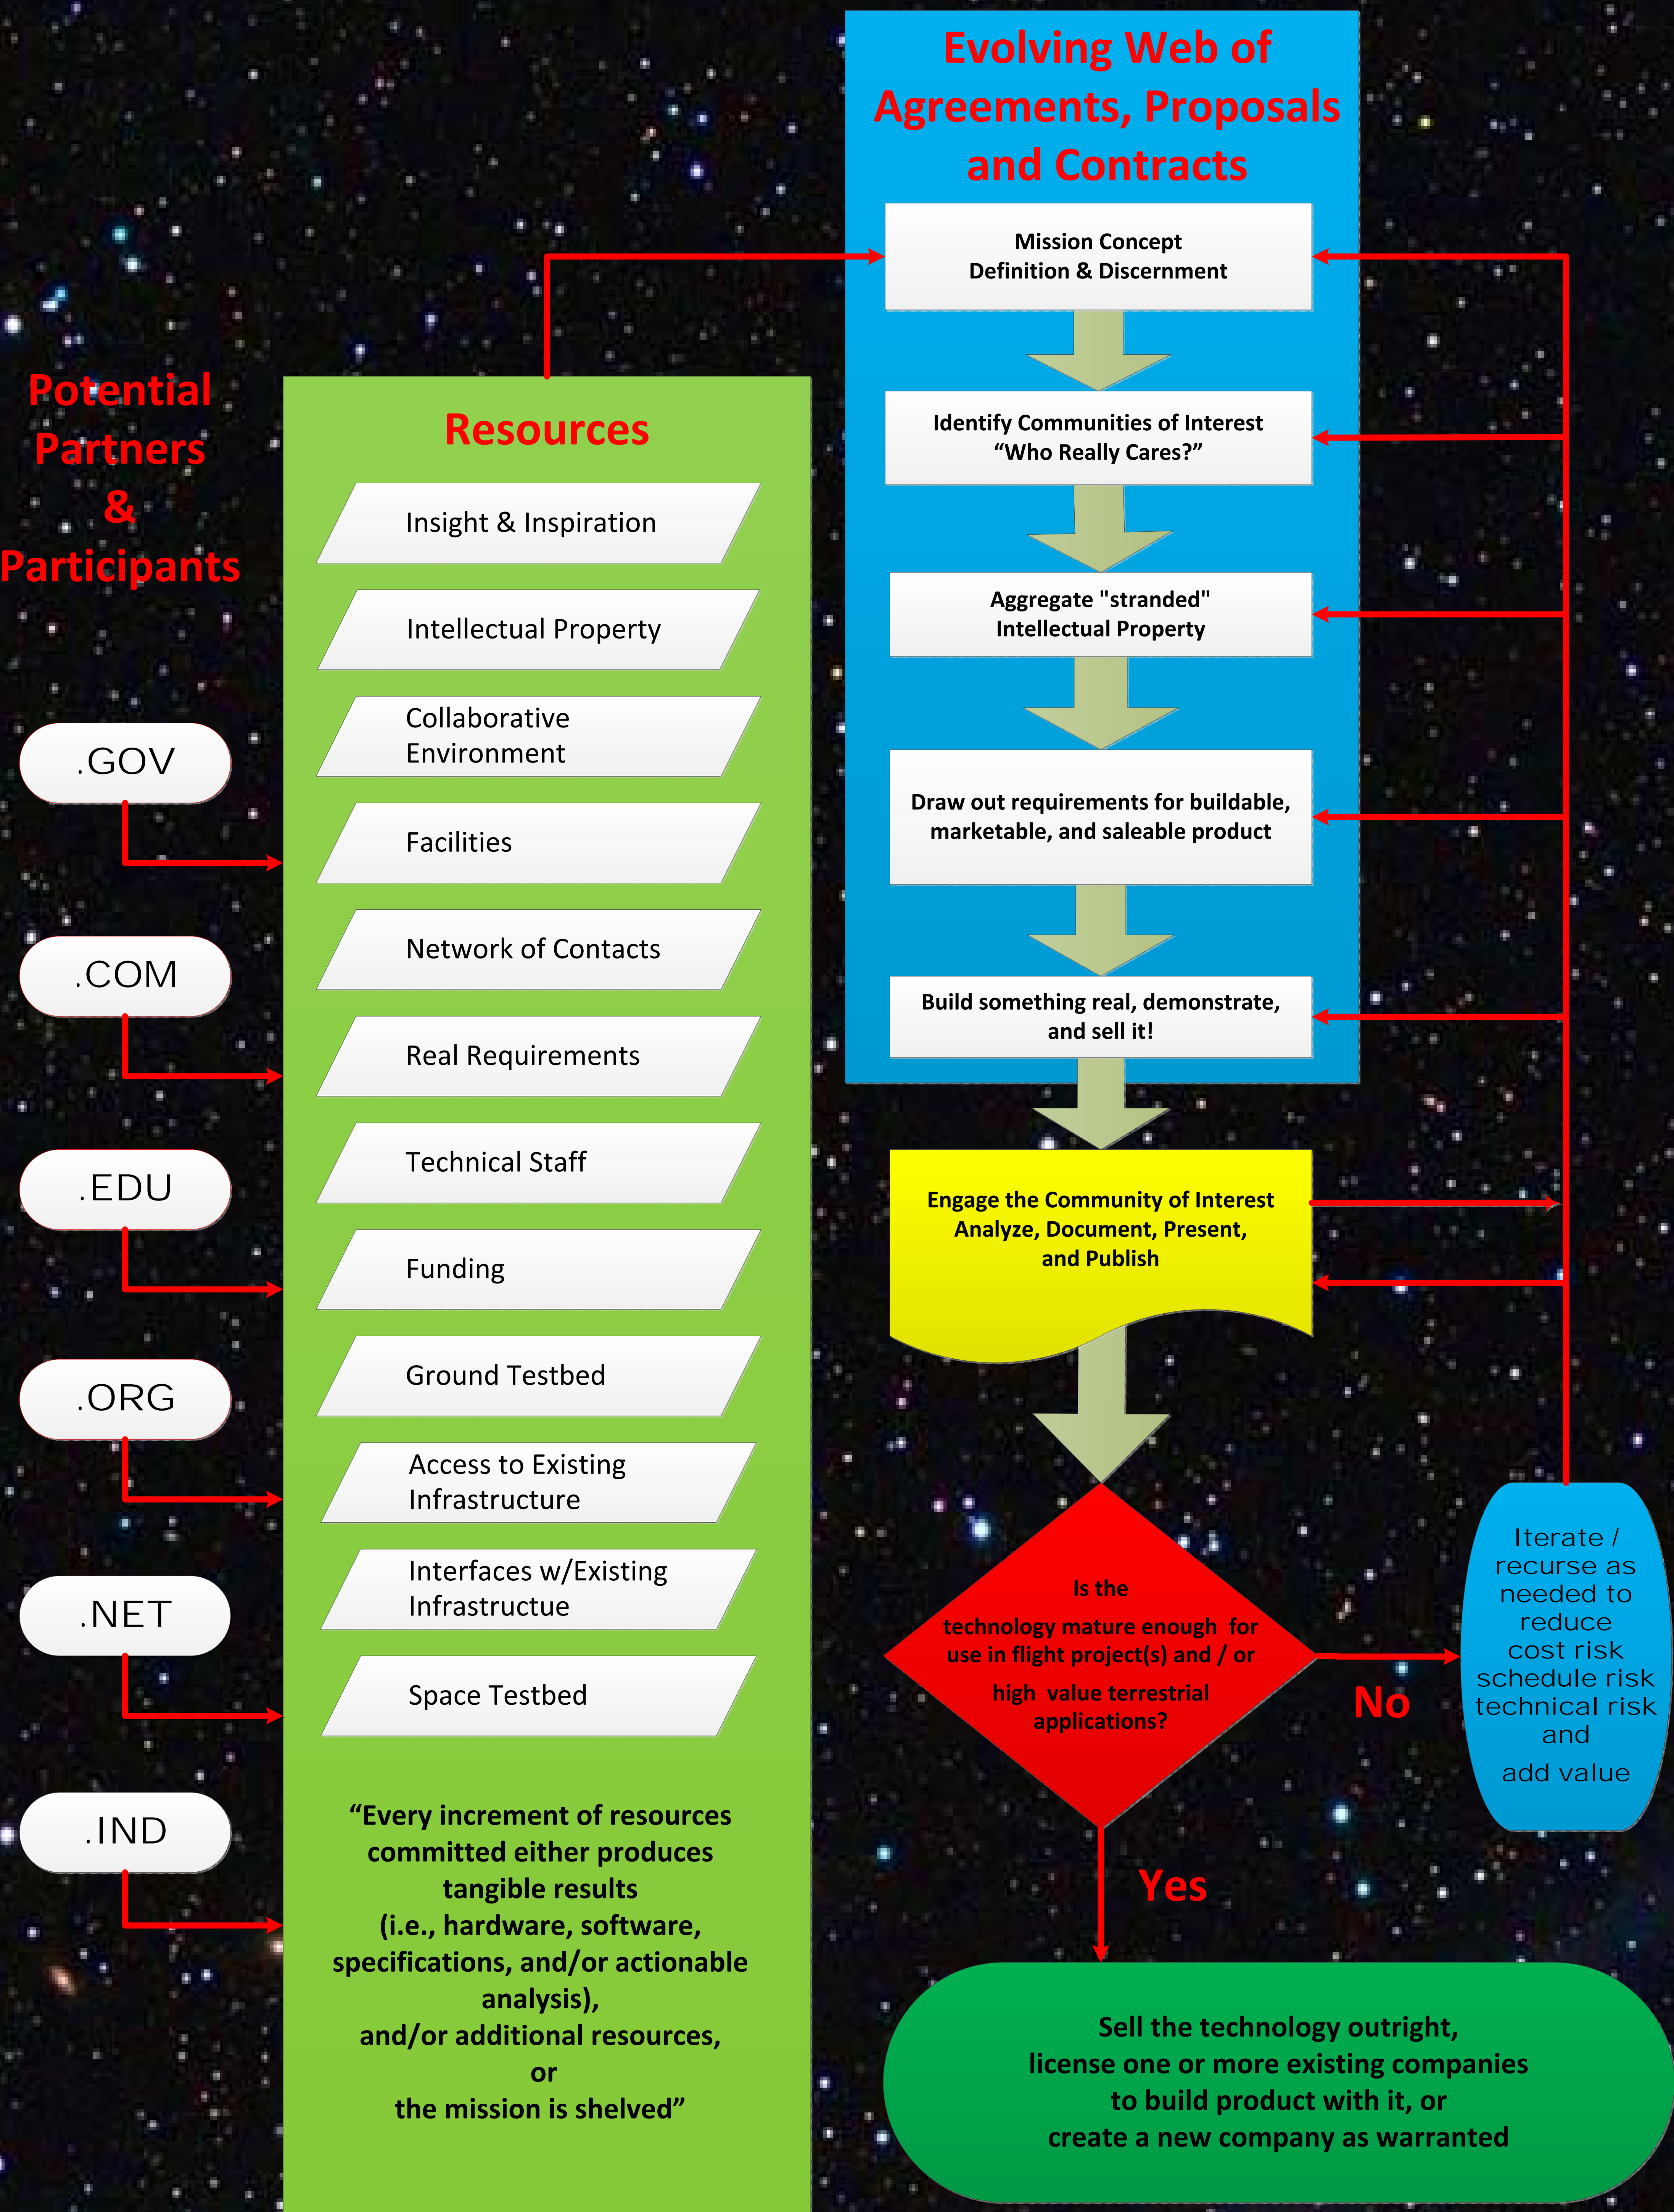 Evolving Web of
Agreements, Proposals
and Contracts
Mission Concept
Definition & Discernment
Identify Communities of Interest
“Who Really Cares?”
Aggregate "stranded"
Intellectual Property
Draw out requirements for buildable,
marketable, and saleable product
Build something real, demonstrate,
and sell it!
Engage the Community of Interest
Analyze, Document, Present,
and Publish
Is the
technology mature enough for
use in flight project(s) and / or
high value terrestrial
applications?
No
Iterate /
recurse as
needed to
reduce
cost risk
schedule risk
technical risk
and
add value
Yes
Sell the technology outright,
license one or more existing companies
to build product with it, or
create a new company as warranted
Potential
Partners
&
Participants
.GOV
.COM
.EDU
.ORG
.NET
.IND
Resources
Insight & Inspiration
Intellectual Property
Collaborative
Environment
Facilities
Network of Contacts
Real Requirements
Technical Staff
Funding
Ground Testbed
Access to Existing
Infrastructure
Interfaces w/Existing
Infrastructue
Space Testbed
“Every increment of resources
committed either produces
tangible results
(i.e., hardware, software,
specifications, and/or actionable
analysis),
and/or additional resources,
or
the mission is shelved”